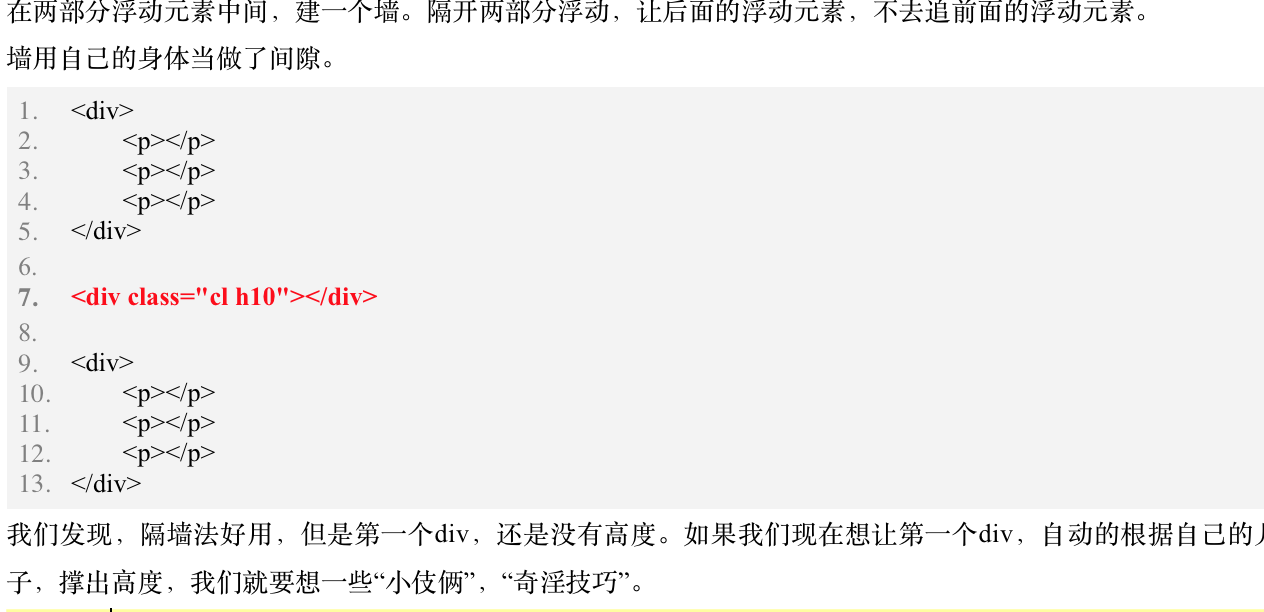 在两部分浮动元素中间，建一个墙。隔开两部分浮动，让后面的浮动元素，不去追前面的浮动元素。
墙用自己的身体当做了间隙。
1. <div>
2. <p></p>
3. <p></p>
4. <p></p>
5. </div>
6.
7. <div class="cl h10"></div>
8.
9. <div>
10. <p></p>
11. <p></p>
12. <p></p>
13. </div>
我们发现，隔墙法好用，但是第一个div，还是没有高度。如果我们现在想让第一个div，自动的根据自己的儿
子，撑出高度，我们就要想一些“小伎俩”，“奇淫技巧”。